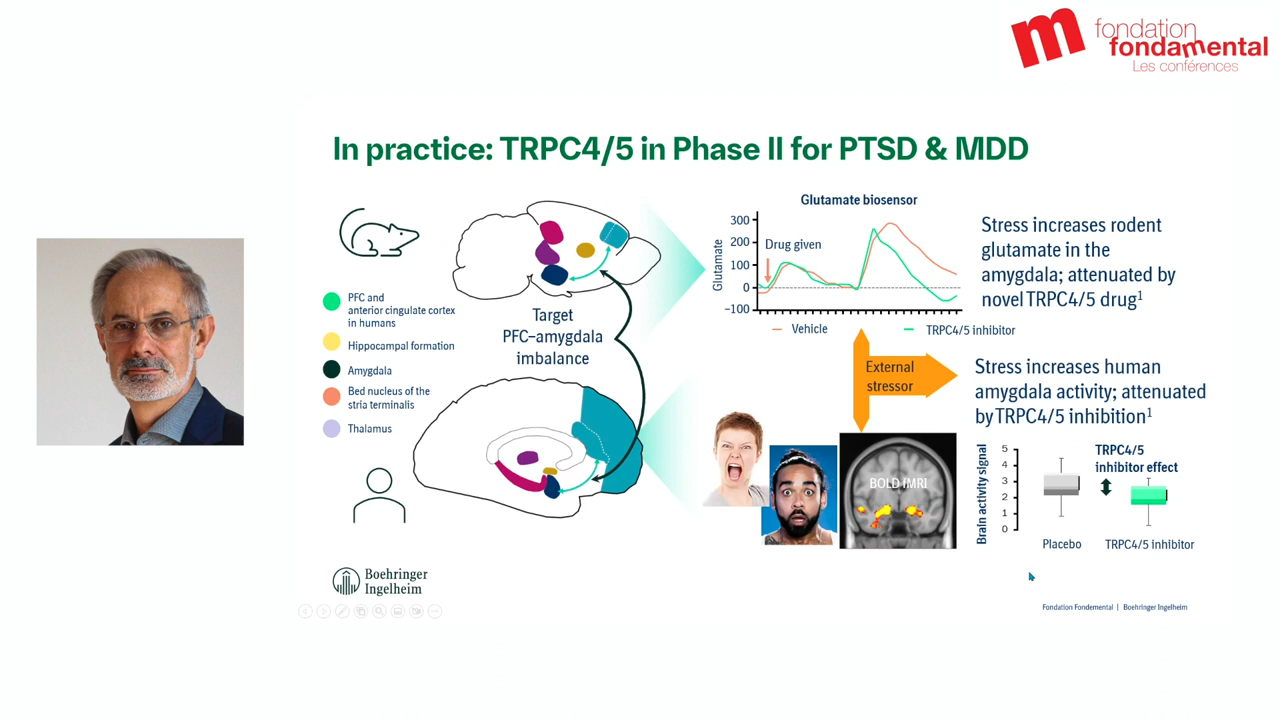 fondation
fondamental
Les conférences
In practice: TRPC4/5 in Phase II for PTSD & MDD
PFC and
anterior cingulate cortex
in humans
Hippocampal formation
Amygdala
Bed nucleus of the
stria terminalis
Thalamus
Target
PFC–amygdala
imbalance
Glutamate biosensor
Glutamate
300
200
100
0
−100
Drug given
Vehicle
TRPC4/5 inhibitor
Stress increases rodent
glutamate in the
amygdala; attenuated by
novel TRPC4/5 drug¹
External
stressor
Stress increases human
amygdala activity; attenuated
by TRPC4/5 inhibition¹
BOLD fMRI
Brain activity signal
5
4
3
2
1
0
TRPC4/5
inhibitor effect
Placebo
TRPC4/5 inhibitor
Boehringer
Ingelheim
Fondation Fondemental | Boehringer Ingelheim